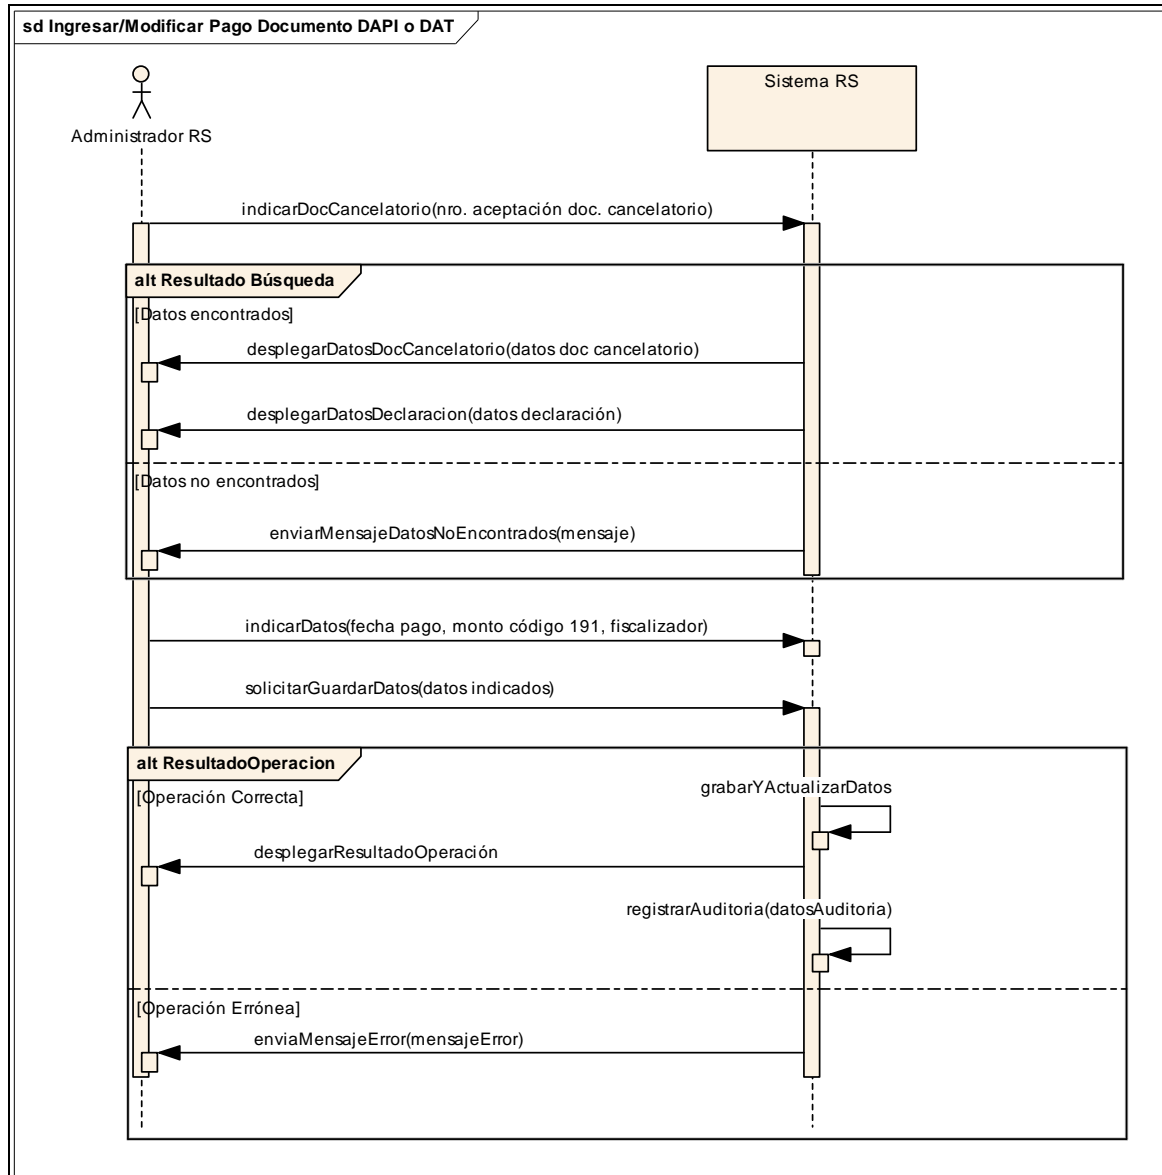 sd Ingresar/Modificar Pago Documento DAPI o DAT
Sistema RS
Administrador RS
indicarDocCancelatorio(nro. aceptación doc. cancelatorio)
alt Resultado Búsqueda
[Datos encontrados]
desplegarDatosDocCancelatorio(datos doc cancelatorio)
desplegarDatosDeclaracion(datos declaración)
[Datos no encontrados]
enviarMensajeDatosNoEncontrados(mensaje)
indicarDatos(fecha pago, monto código 191, fiscalizador)
solicitarGuardarDatos(datos indicados)
alt ResultadoOperacion
[Operación Correcta]
grabarYActualizarDatos
desplegarResultadoOperación
registrarAuditoria(datosAuditoria)
[Operación Errónea]
enviaMensajeError(mensajeError)